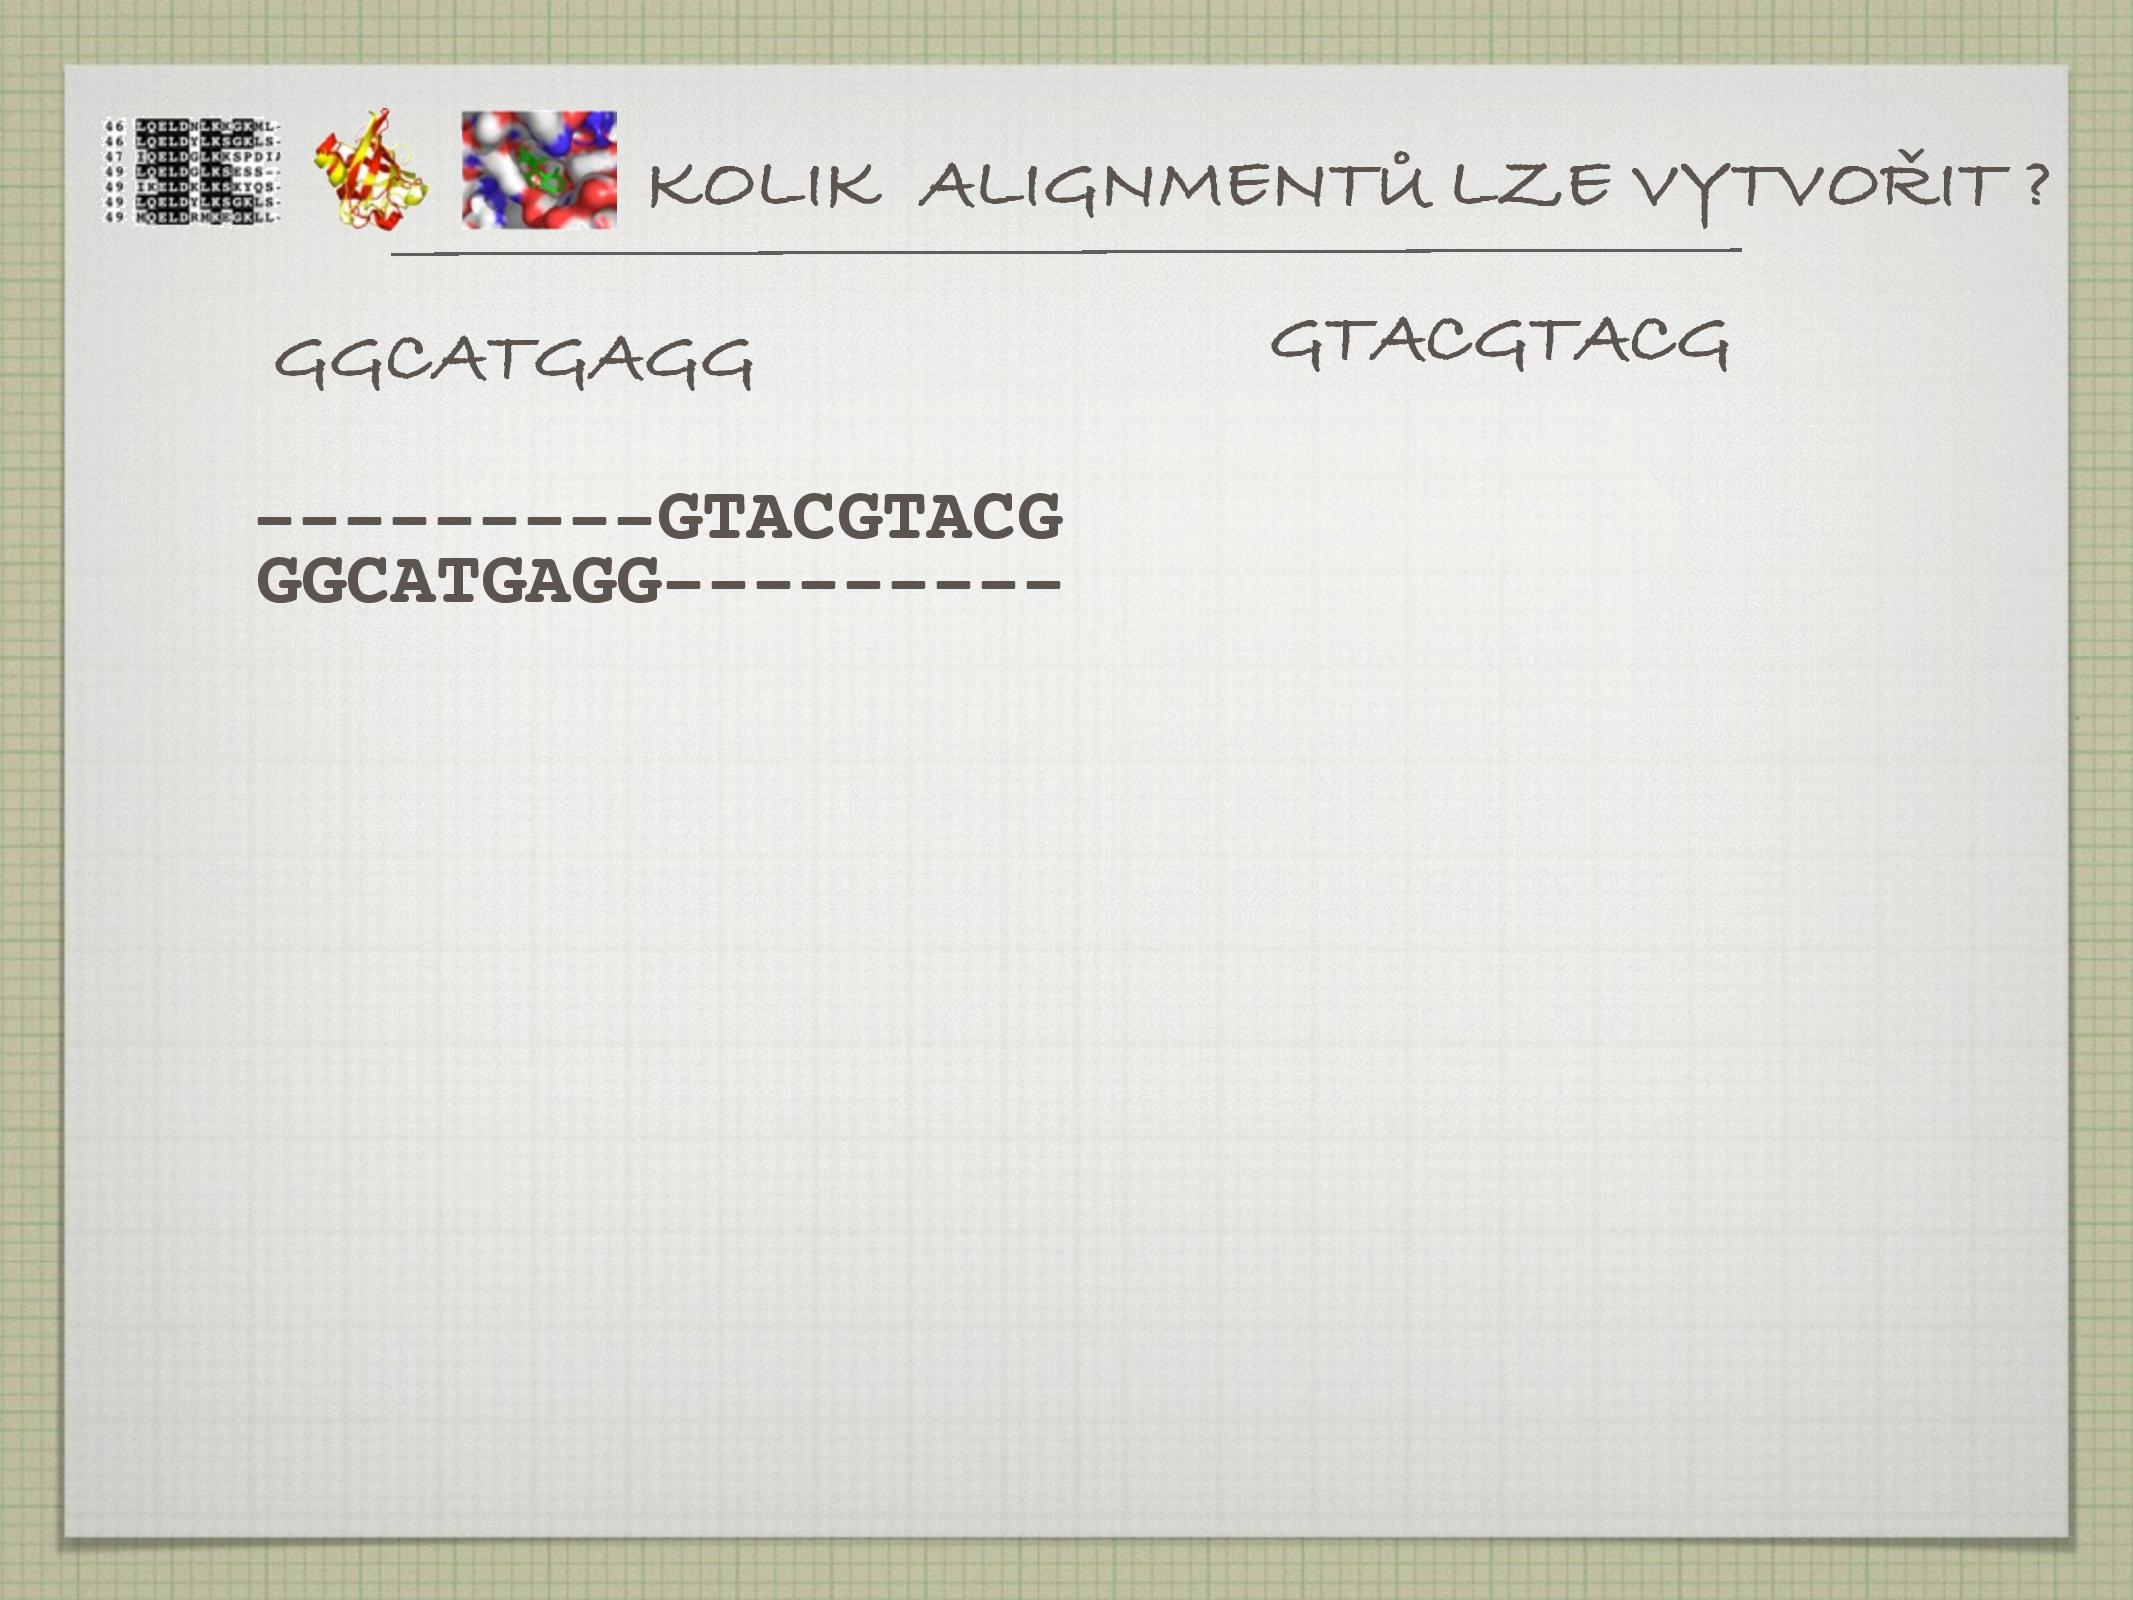 46 LQELDNLKKGKML-
46 LQELDYLKSGKLS-
47 IQELDGLKKSPDI
49 LQELDGLKSESS--
49 IKELDKLKSKYQS-
49 LQELDYLKSGKLS-
49 MQELDRMKEGKLL-
KOLIK ALIGNMENTŮ LZE VYTVOŘIT ?
GGCATGAGG
GTACGTACG
---------GTACGTACG
GGCATGAGG---------